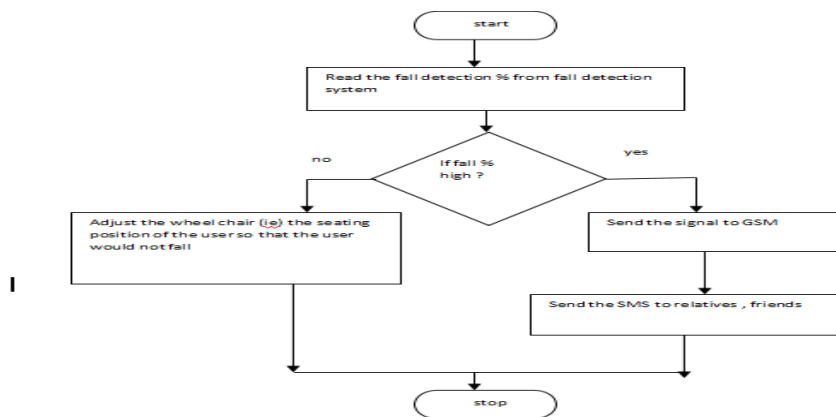 start
Read the fall detection % from fall detection
system
If fall %
high ?
no
yes
Adjust the wheel chair (ie) the seating
position of the user so that the user
would not fall
Send the signal to GSM
I
Send the SMS to relatives , friends
stop